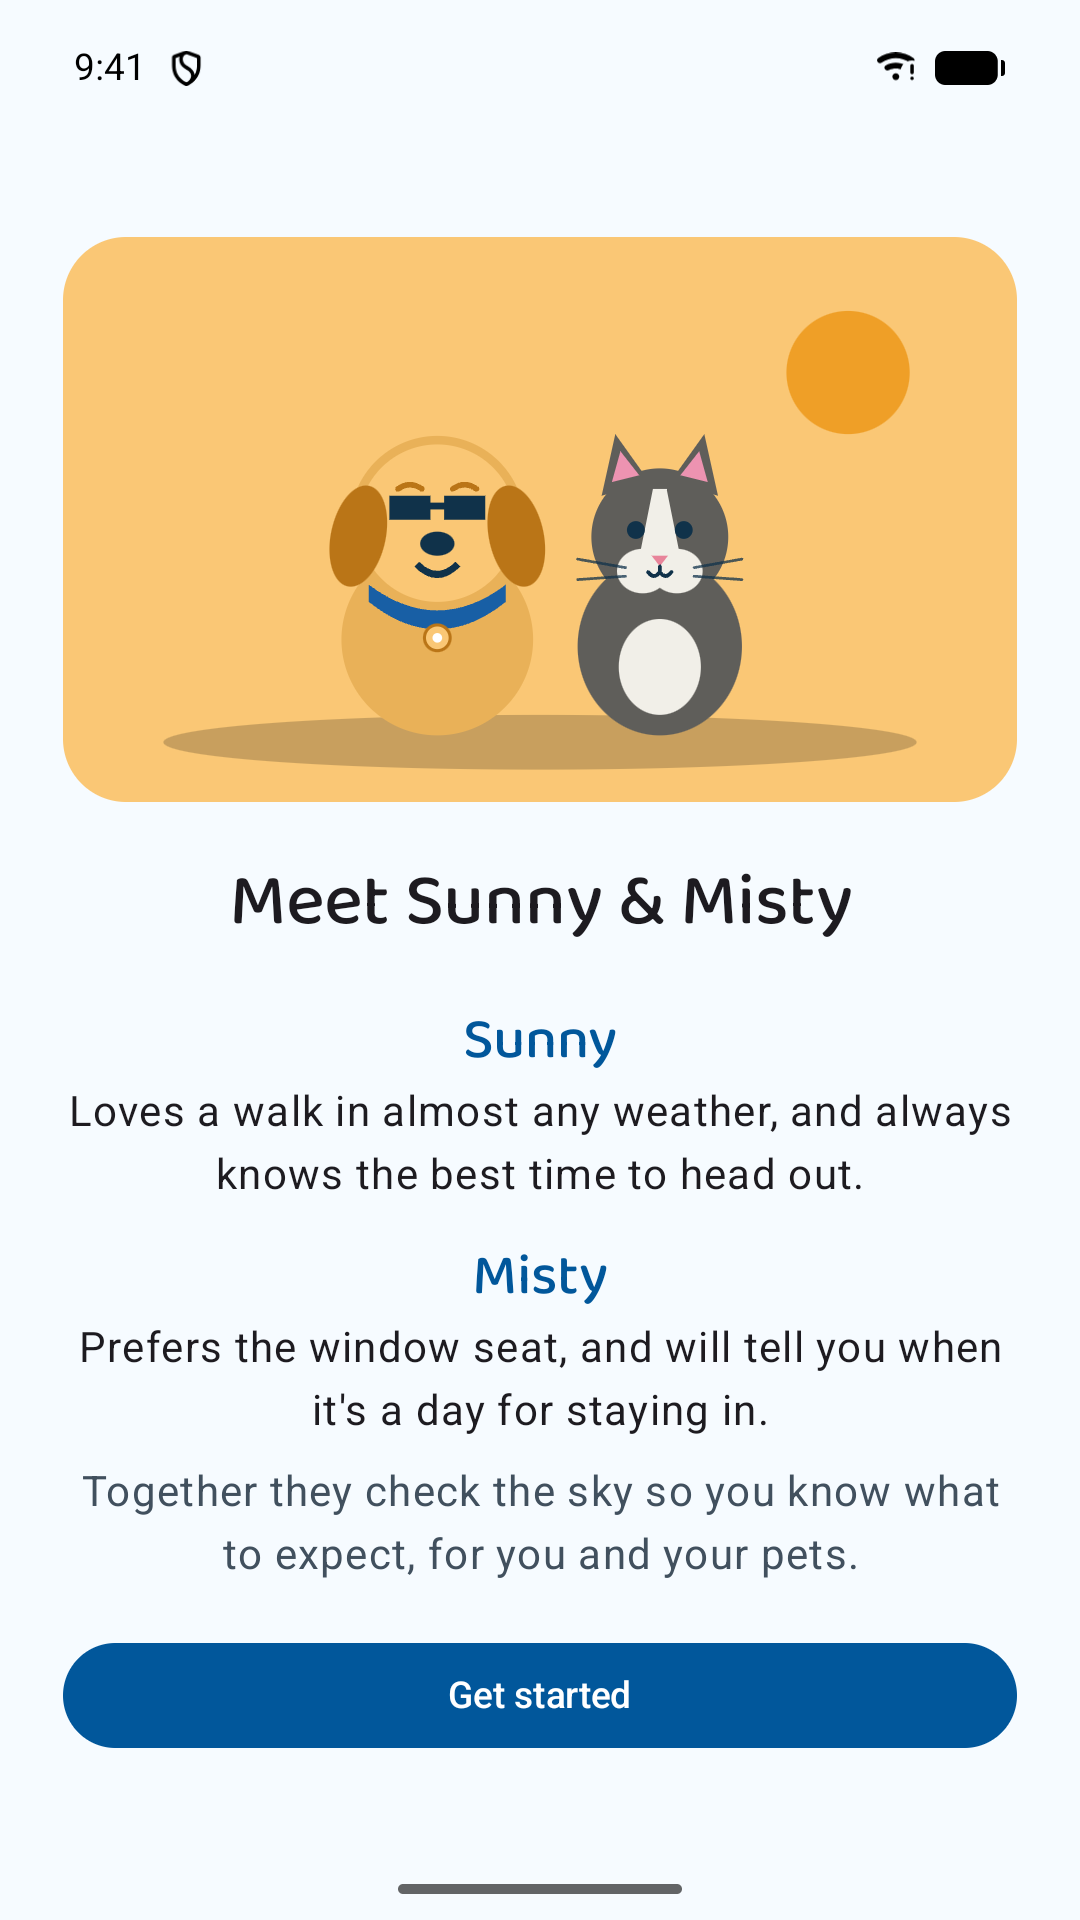 9:41
Meet Sunny & Misty
Sunny
Loves a walk in almost any weather, and always
knows the best time to head out.
Misty
Prefers the window seat, and will tell you when
it's a day for staying in.
Together they check the sky so you know what
to expect, for you and your pets.
Get started